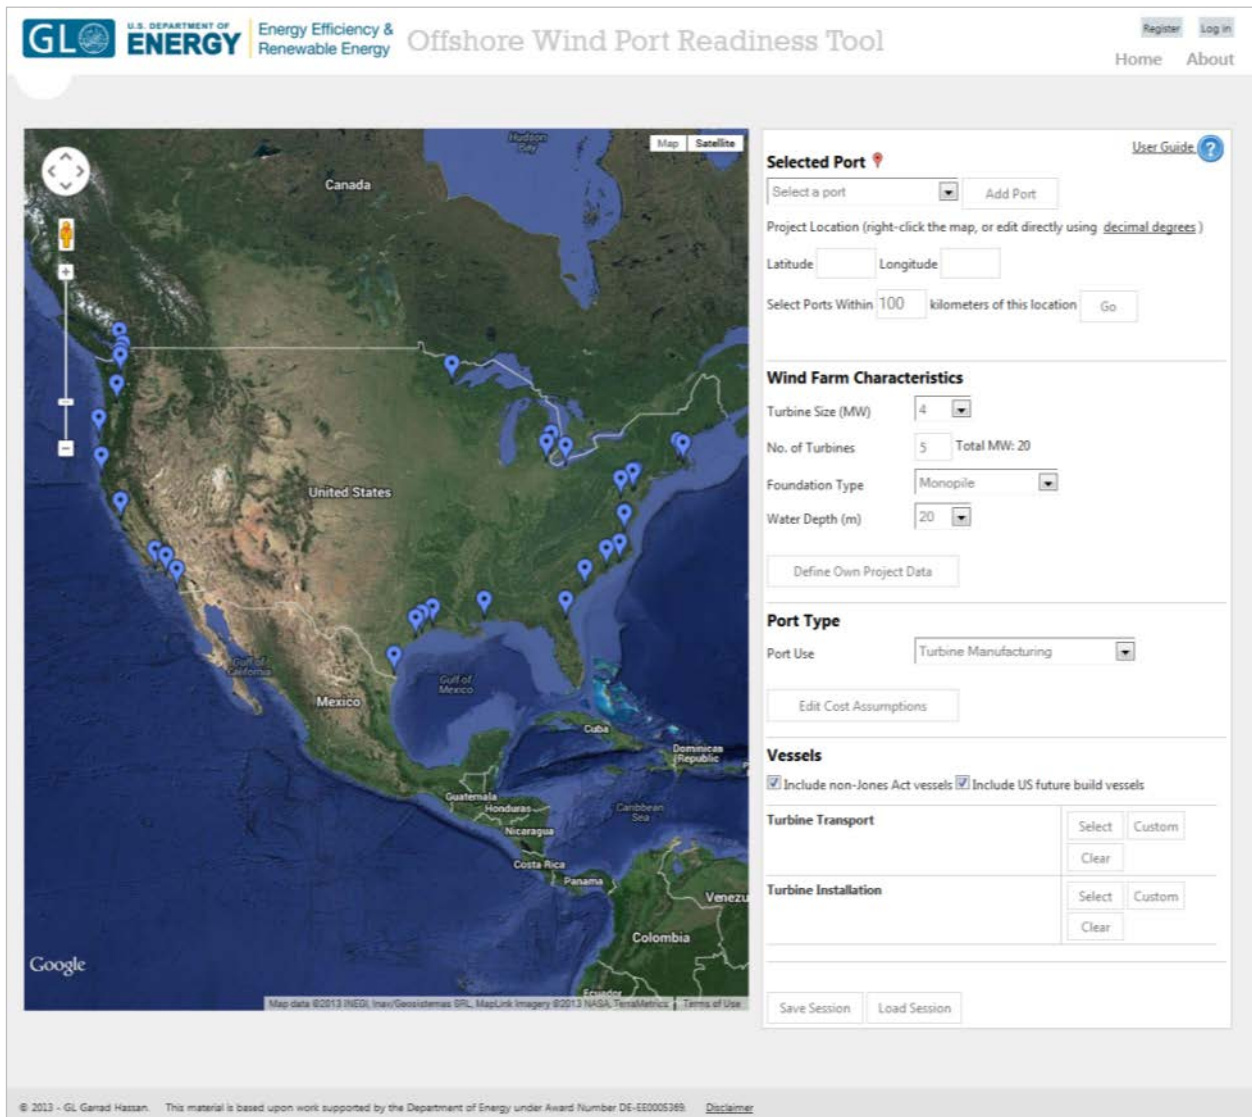 GL
U.S. DEPARTMENT OF
ENERGY
Energy Efficiency &
Renewable Energy
Offshore Wind Port Readiness Tool
Register Log in
Home About
Hudson
Bay
Map Satellite
Canada
United States
Gulf of
California
Mexico
Gulf of
Mexico
Cuba
Dominican
Republic
Guatemala
Honduras
Caribbean
Sea
Nicaragua
Costa Rica
Panama
Venezu
Colombia
Ecuador
Google
Map data ©2013 INEGI, Inav/Geosistemas SRL, MapLink Imagery ©2013 NASA, TerraMetrics Terms of Use
User Guide ?
Selected Port
Select a port Add Port
Project Location (right-click the map, or edit directly using decimal degrees )
Latitude Longitude
Select Ports Within 100 kilometers of this location Go
Wind Farm Characteristics
Turbine Size (MW) 4
No. of Turbines 5 Total MW: 20
Foundation Type Monopile
Water Depth (m) 20
Define Own Project Data
Port Type
Port Use Turbine Manufacturing
Edit Cost Assumptions
Vessels
Include non-Jones Act vessels Include US future build vessels
Turbine Transport Select Custom
Clear
Turbine Installation Select Custom
Clear
Save Session Load Session
© 2013 - GL Garrad Hassan. This material is based upon work supported by the Department of Energy under Award Number DE-EE0005369. Disclaimer